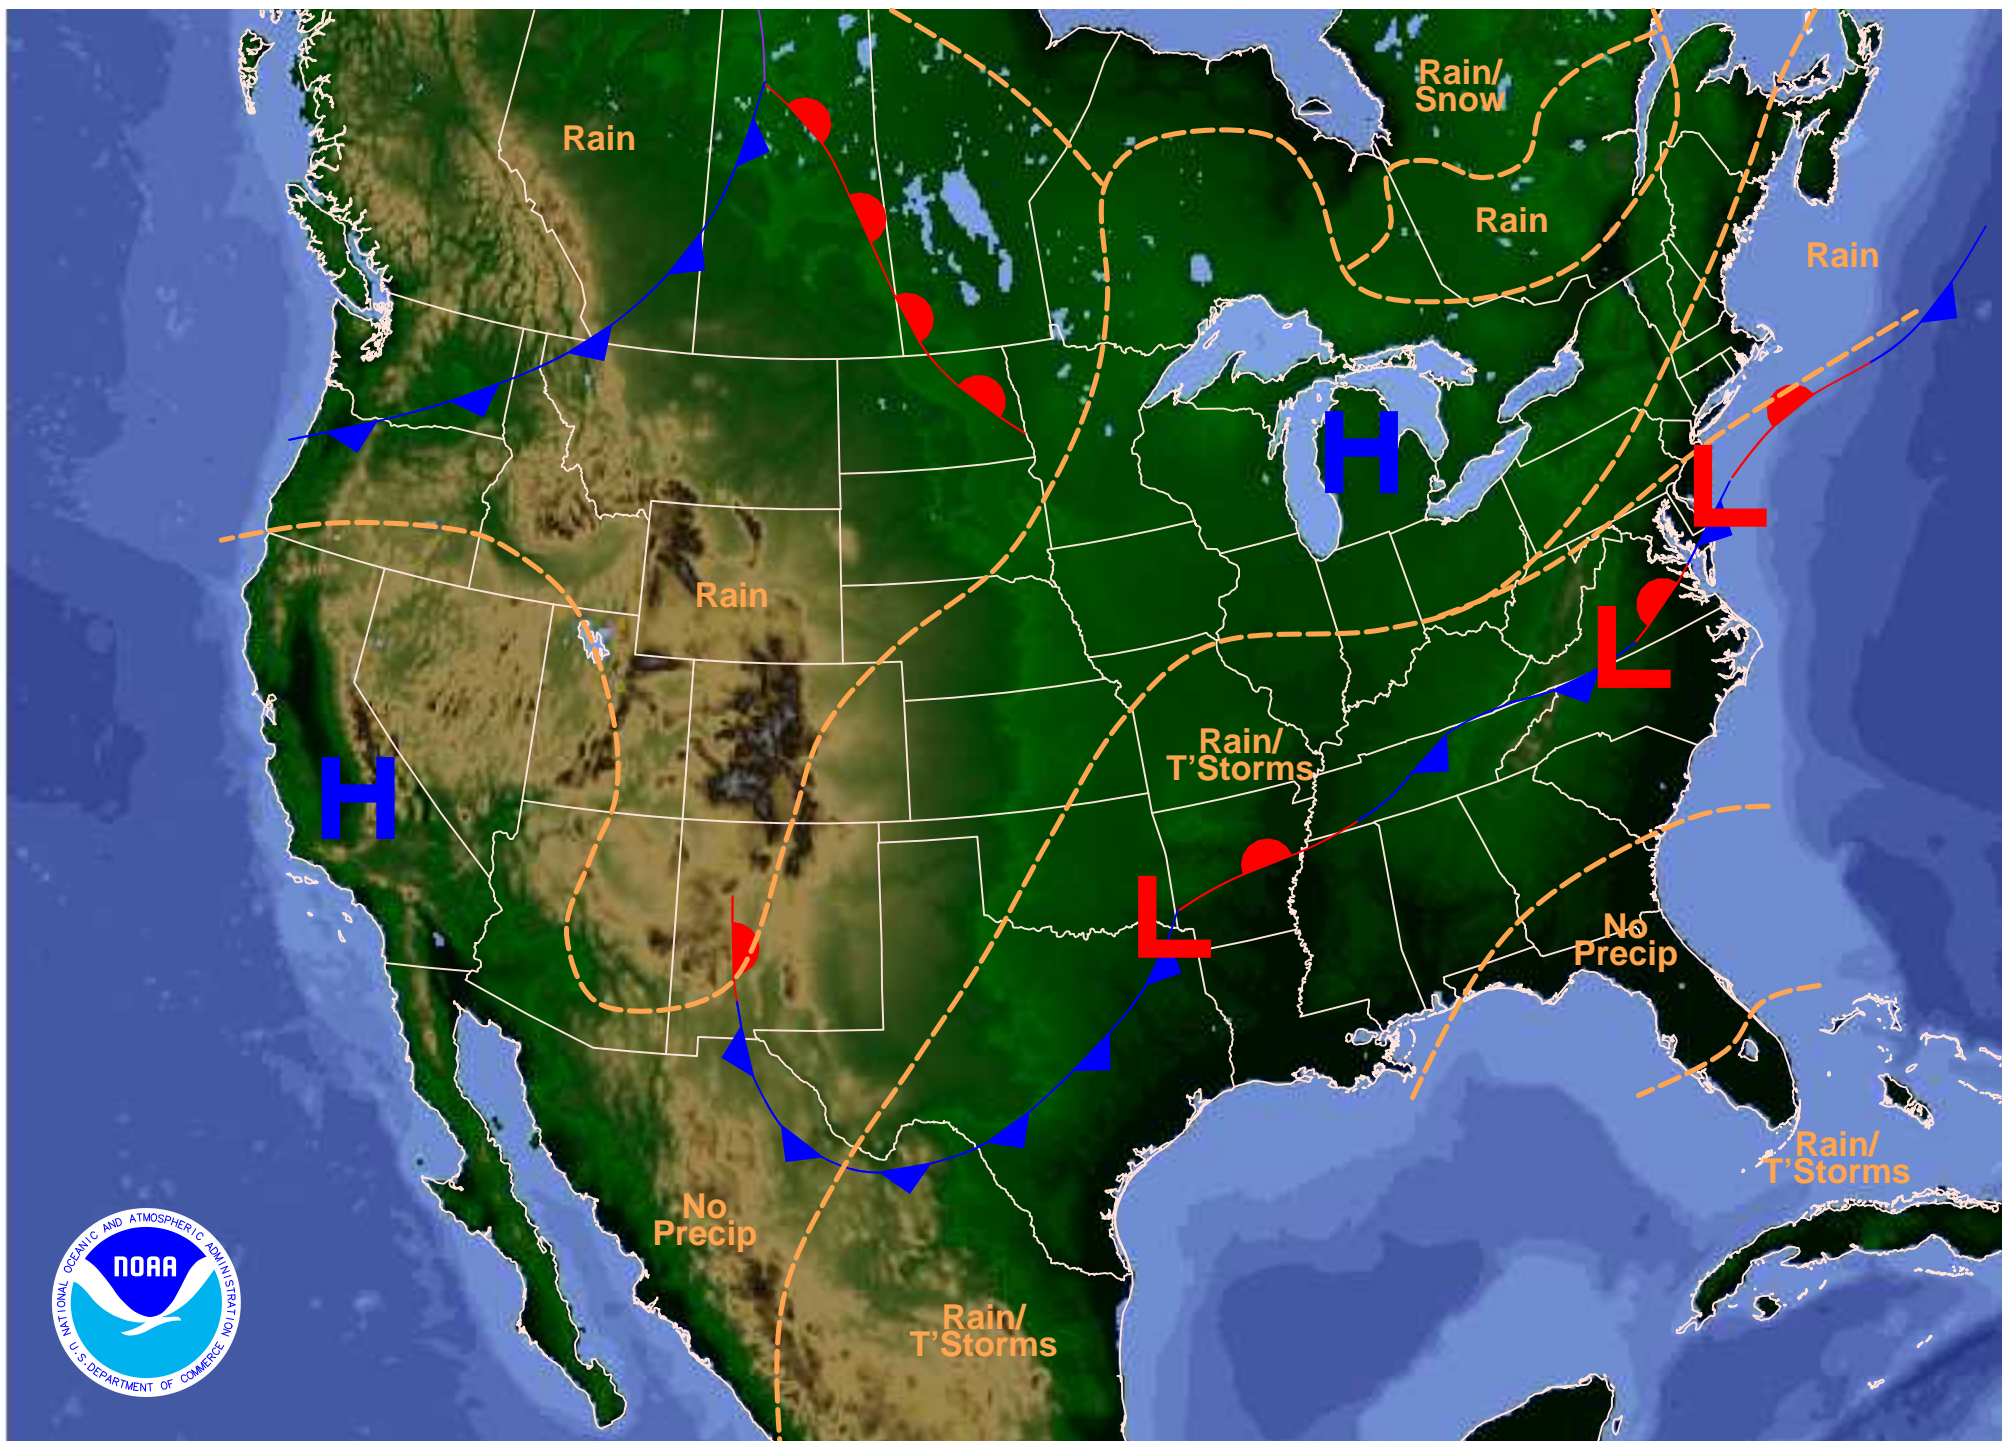 Rain/
Snow
Rain
Rain
Rain
H
L
Rain
L
Rain/
T'Storms
H
L
No
Precip
Rain/
T'Storms
No
Precip
Rain/
T'Storms
NATIONAL OCEANIC AND ATMOSPHERIC ADMINISTRATION
NOAA
U.S. DEPARTMENT OF COMMERCE